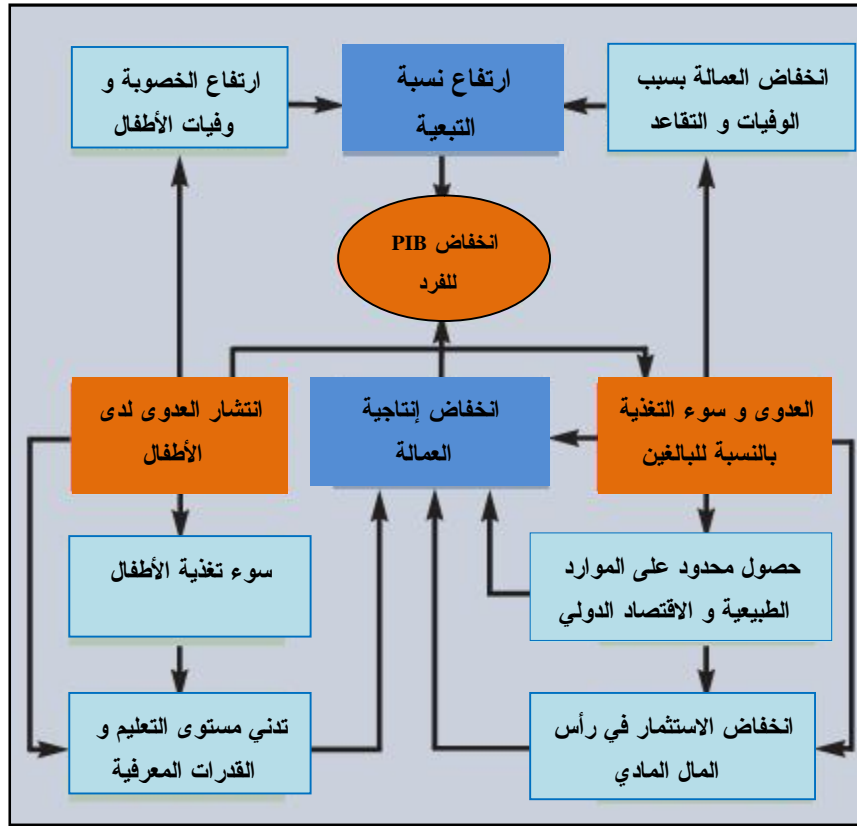 ارتفاع الخصوبة و
وفيات الأطفال
ارتفاع نسبة
التبعية
انخفاض العمالة بسبب
الوفيات و التقاعد
انخفاض PIB
للفرد
انتشار العدوى لدى
الأطفال
انخفاض إنتاجية
العمالة
العدوى و سوء التغذية
بالنسبة للبالغين
سوء تغذية الأطفال
حصول محدود على الموارد
الطبيعية و الاقتصاد الدولي
تدني مستوى التعليم و
القدرات المعرفية
انخفاض الاستثمار في رأس
المال المادي